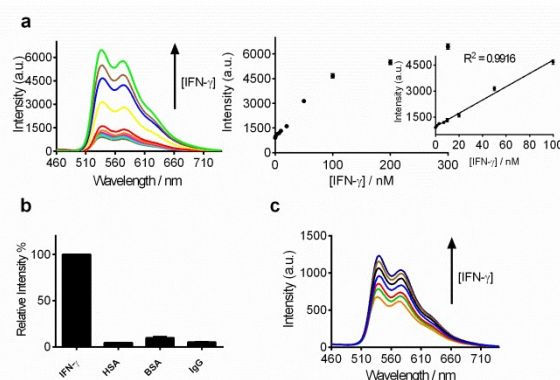 a
Intensity (a.u.)
6000
4500
3000
1500
0
460 510 560 610 660 710
Wavelength / nm
[IFN-γ]
Intensity (a.u.)
6000
4500
3000
1500
0
0 100 200 300
[IFN-γ] / nM
Intensity (a.u.)
4500
3000
1500
0 20 40 60 80 100
[IFN-γ] / nM
R² = 0.9916
b
Relative Intensity %
100
50
0
IFN-γ
HSA
BSA
IgG
c
Intensity (a.u.)
1500
1000
500
0
460 510 560 610 660 710
Wavelength / nm
[IFN-γ]